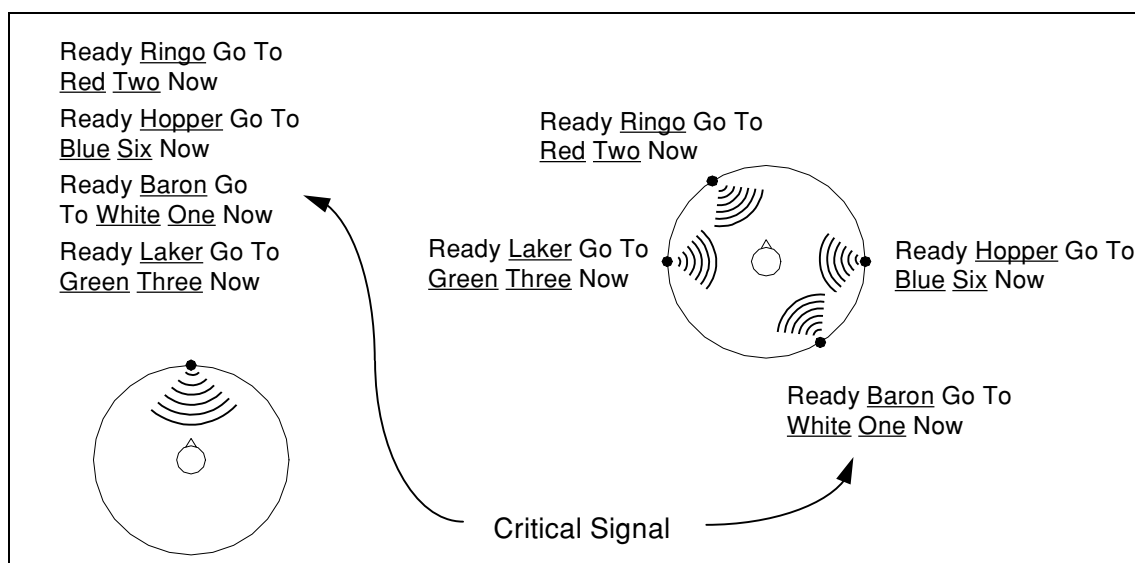 Ready Ringo Go To
Red Two Now
Ready Hopper Go To
Blue Six Now
Ready Baron Go
To White One Now
Ready Laker Go To
Green Three Now
Ready Ringo Go To
Red Two Now
Ready Laker Go To
Green Three Now
Ready Hopper Go To
Blue Six Now
Ready Baron Go To
White One Now
Critical Signal